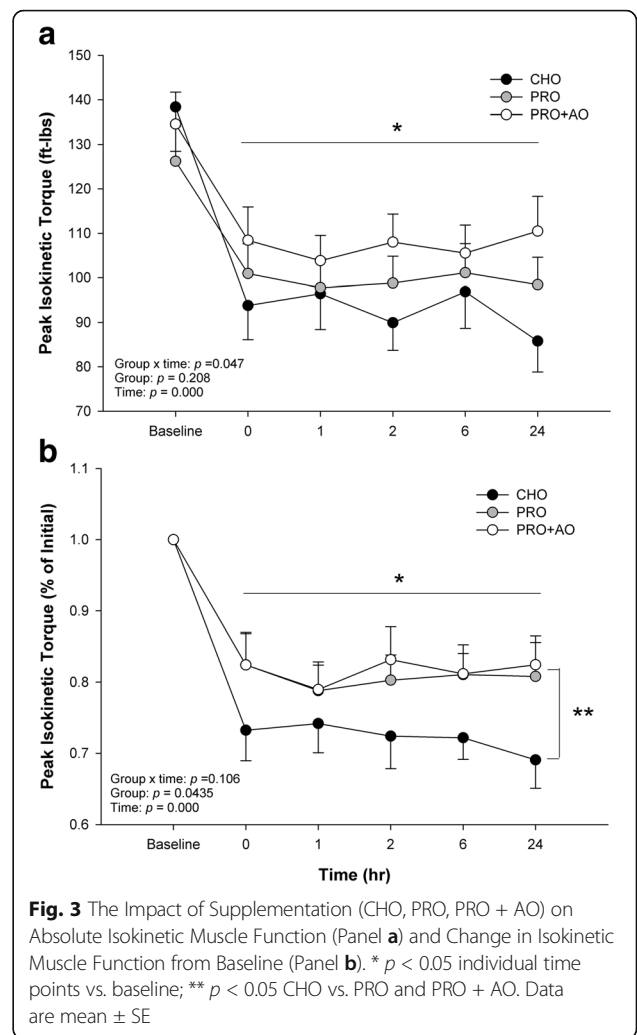 a
150
140
130
120
110
100
90
80
70
Peak Isokinetic Torque (ft-lbs)
CHO
PRO
PRO+AO
*
Group x time: p =0.047
Group: p = 0.208
Time: p = 0.000
Baseline 0 1 2 6 24
b
1.1
1.0
0.9
0.8
0.7
0.6
Peak Isokinetic Torque (% of Initial)
CHO
PRO
PRO+AO
*
**
Group x time: p =0.106
Group: p = 0.0435
Time: p = 0.000
Baseline 0 1 2 6 24
Time (hr)
Fig. 3 The Impact of Supplementation (CHO, PRO, PRO + AO) on
Absolute Isokinetic Muscle Function (Panel a) and Change in Isokinetic
Muscle Function from Baseline (Panel b). * p < 0.05 individual time
points vs. baseline; ** p < 0.05 CHO vs. PRO and PRO + AO. Data
are mean ± SE